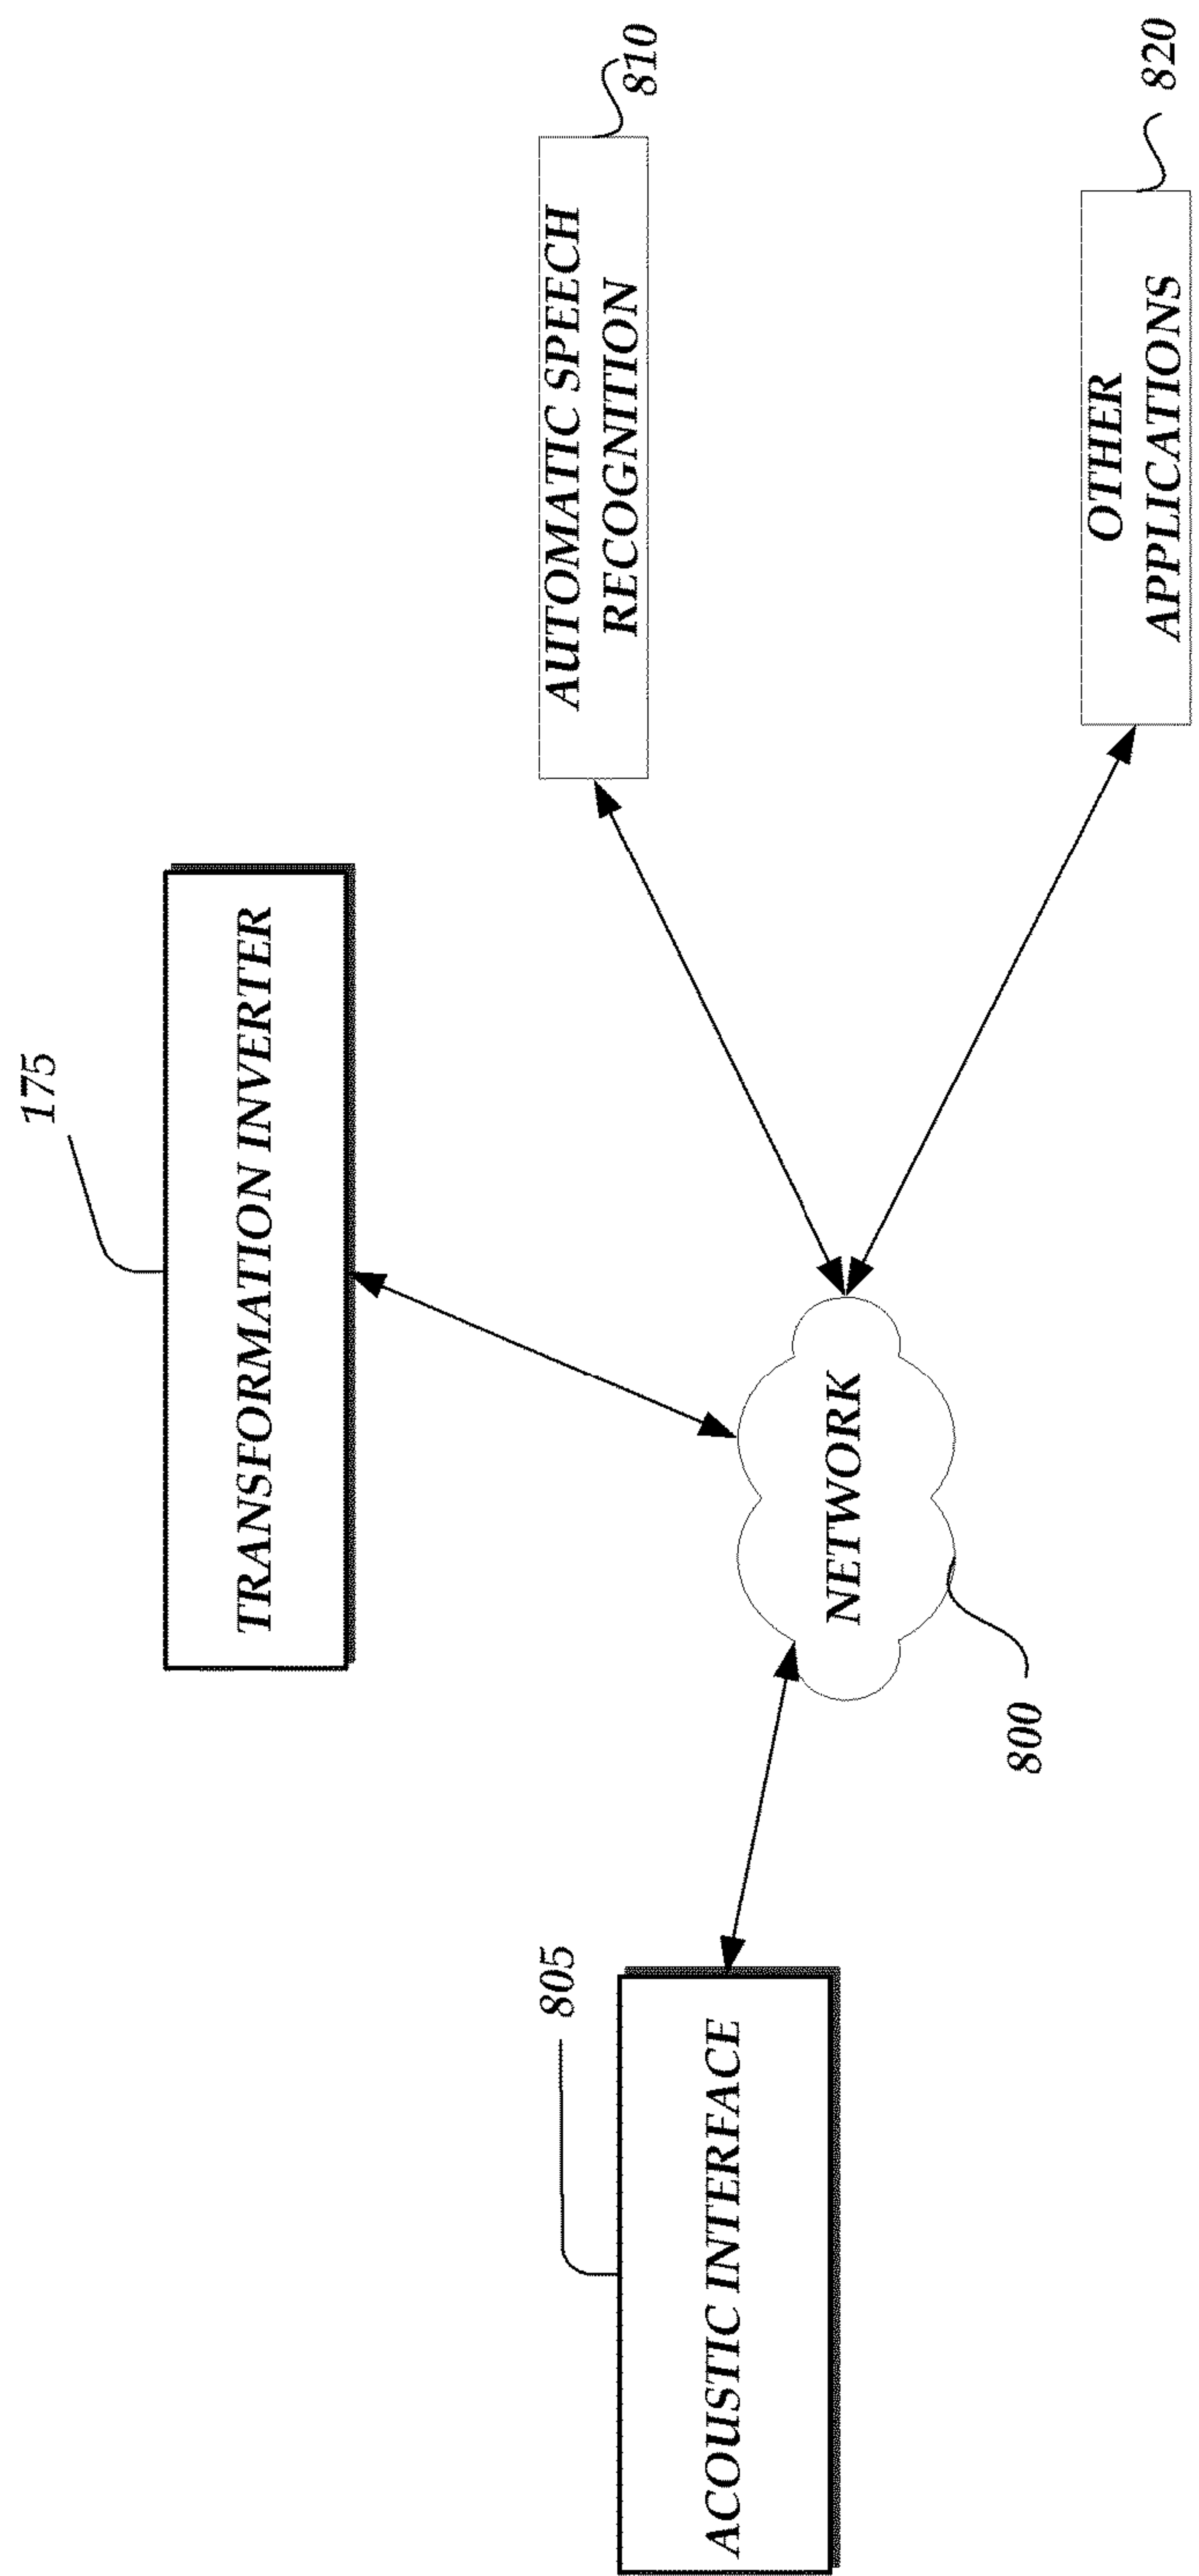 175
TRANSFORMATION INVERTER
805
ACOUSTIC INTERFACE
NETWORK
800
AUTOMATIC SPEECH
RECOGNITION
810
OTHER
APPLICATIONS
820